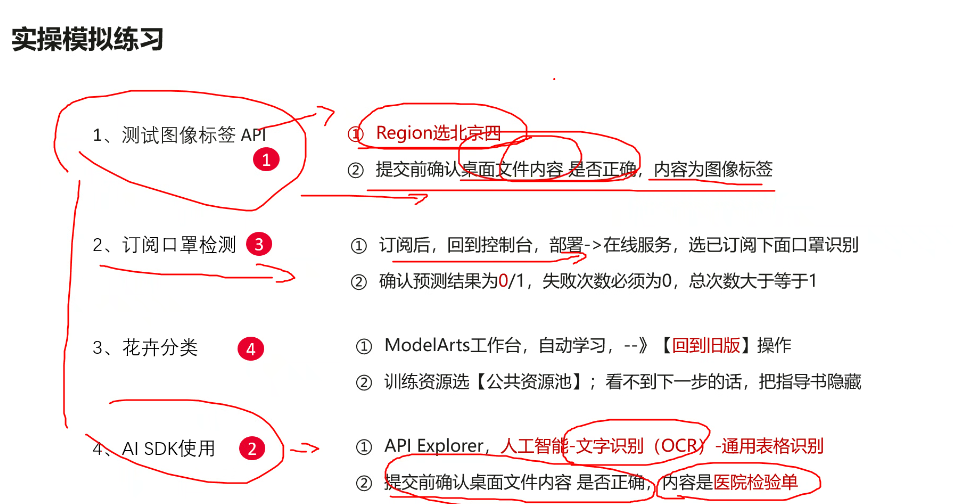 实操模拟练习
1、测试图像标签 API
1
① Region选北京四
② 提交前确认桌面文件内容 是否正确，内容为图像标签
2、订阅口罩检测
3
① 订阅后，回到控制台，部署->在线服务，选已订阅下面口罩识别
② 确认预测结果为0/1，失败次数必须为0，总次数大于等于1
3、花卉分类
4
① ModelArts工作台，自动学习，--》【回到旧版】操作
② 训练资源选【公共资源池】；看不到下一步的话，把指导书隐藏
4、AI SDK使用
2
① API Explorer，人工智能-文字识别（OCR）-通用表格识别
② 提交前确认桌面文件内容 是否正确，内容是医院检验单